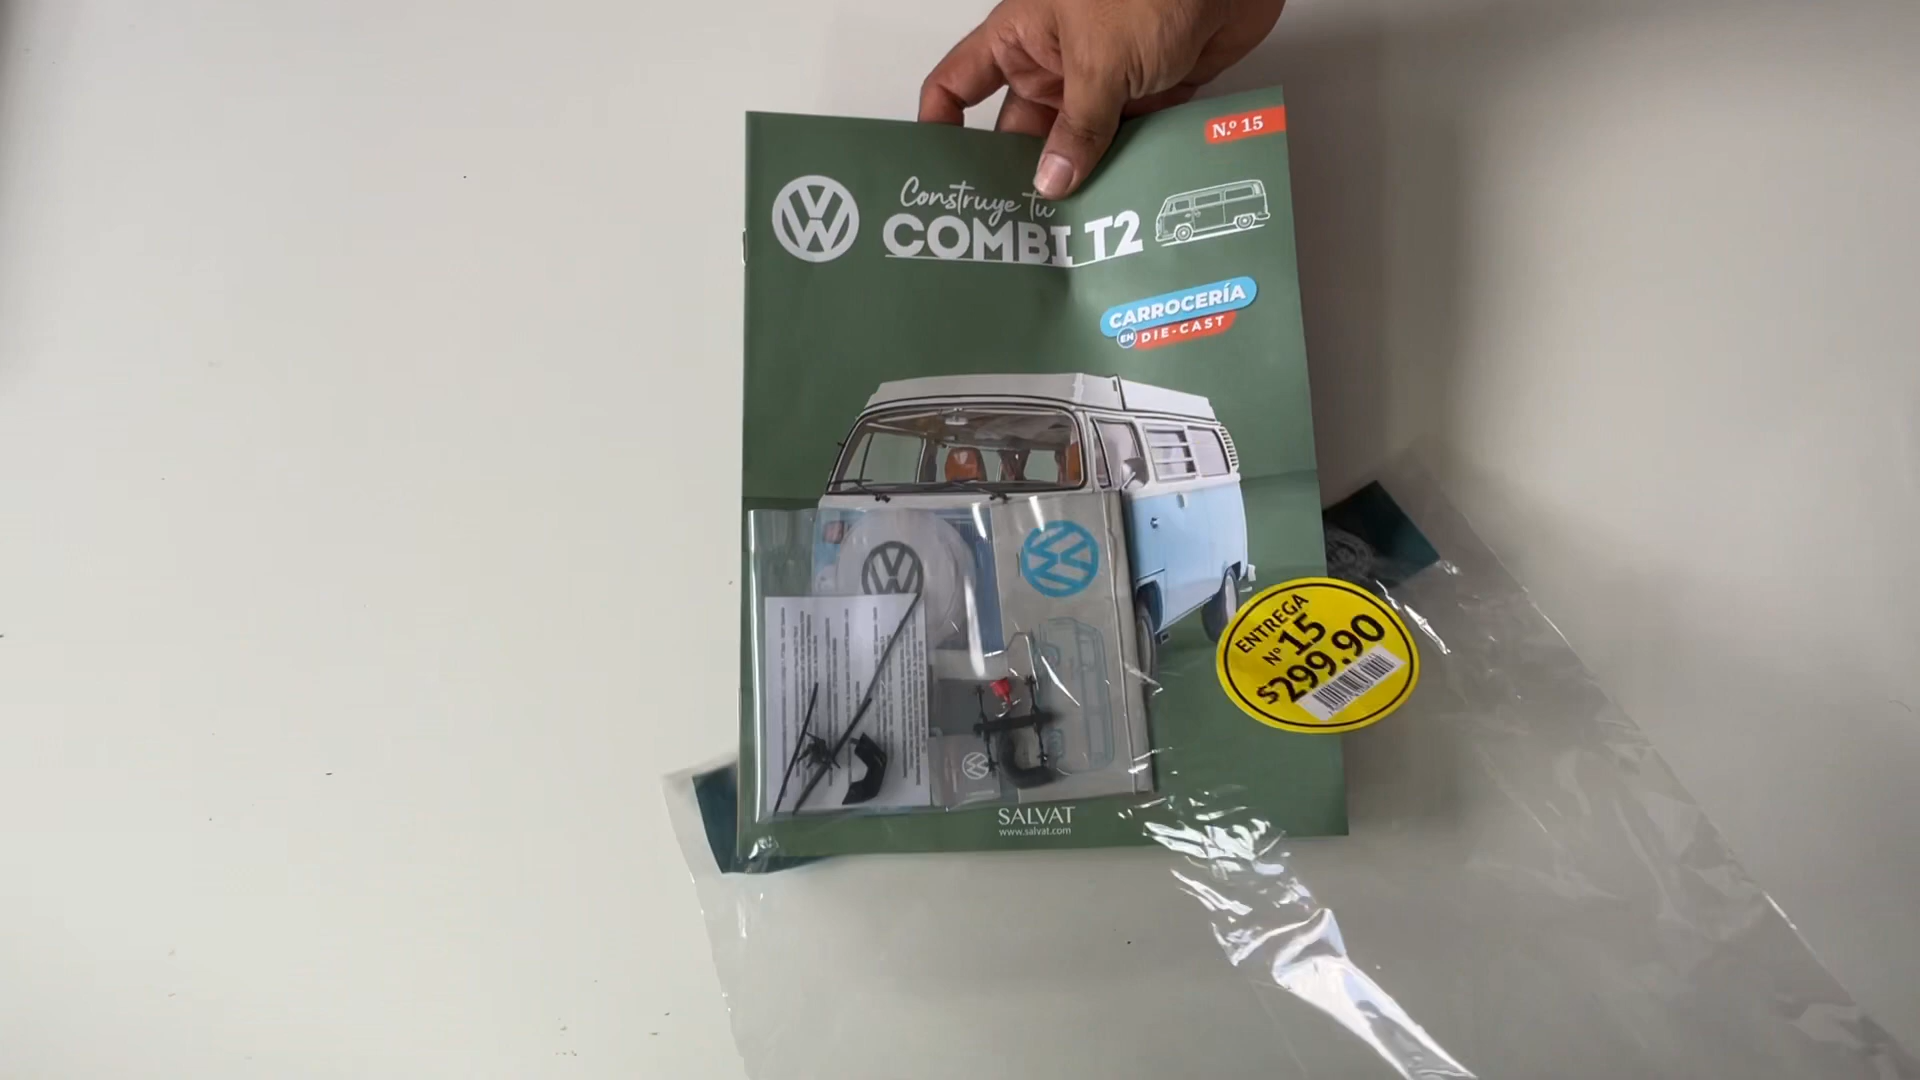 N.º 15
Construye tu
COMBI T2
CARROCERÍA
EN DIE-CAST
ENTREGA
Nº 15
$299.90
SALVAT
www.salvat.com